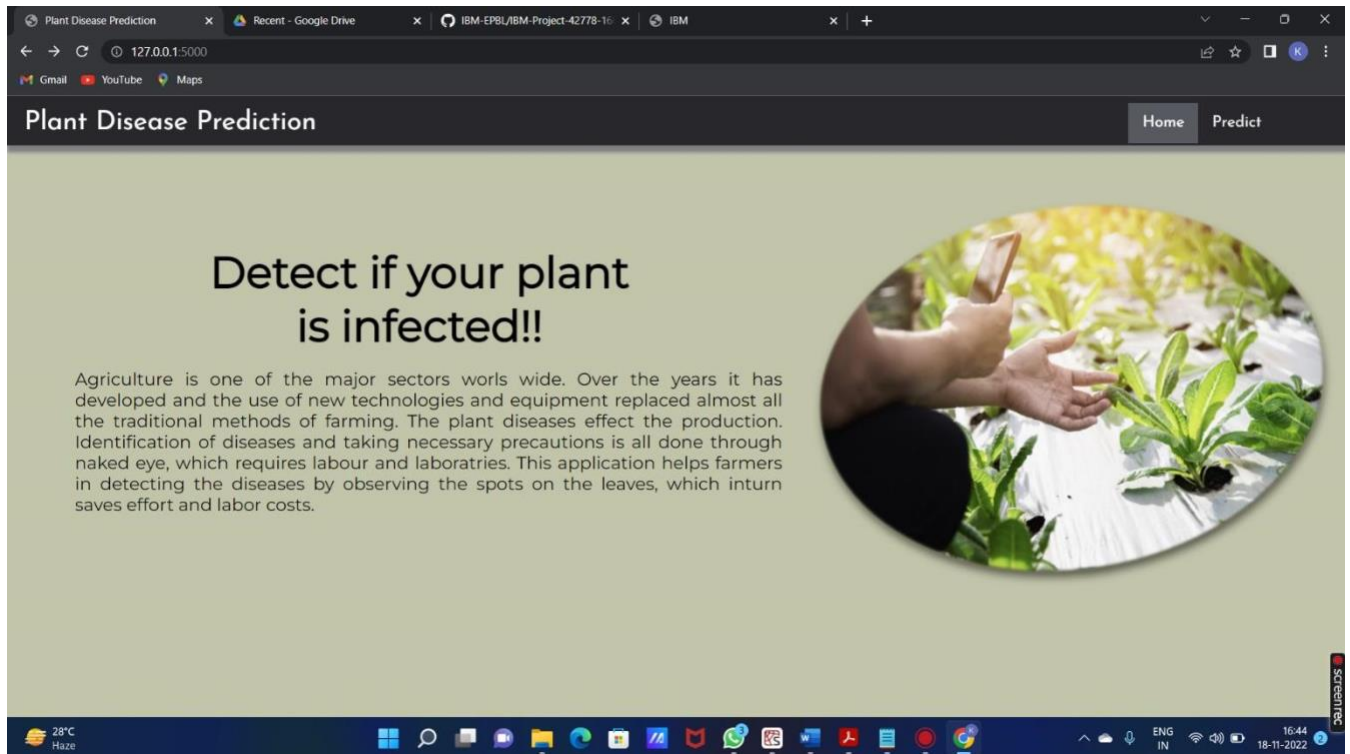 Plant Disease Prediction
Recent - Google Drive
IBM-EPBL/IBM-Project-42778-16
IBM
127.0.0.1:5000
Gmail YouTube Maps
K
Plant Disease Prediction
Home Predict
Detect if your plant
is infected!!
Agriculture is one of the major sectors worls wide. Over the years it has
developed and the use of new technologies and equipment replaced almost all
the traditional methods of farming. The plant diseases effect the production.
Identification of diseases and taking necessary precautions is all done through
naked eye, which requires labour and laboratries. This application helps farmers
in detecting the diseases by observing the spots on the leaves, which inturn
saves effort and labor costs.
screenrec
28°C
Haze
ENG
IN
16:44
18-11-2022
2